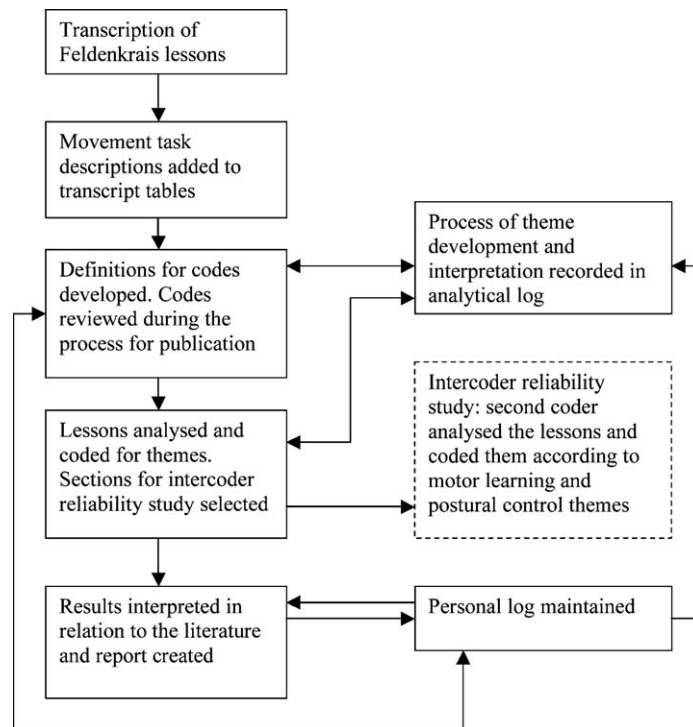 Transcription of
Feldenkrais lessons
Movement task
descriptions added to
transcript tables
Definitions for codes
developed. Codes
reviewed during the
process for publication
Process of theme
development and
interpretation recorded in
analytical log
Lessons analysed and
coded for themes.
Sections for intercoder
reliability study selected
Intercoder reliability
study: second coder
analysed the lessons and
coded them according to
motor learning and
postural control themes
Results interpreted in
relation to the literature
and report created
Personal log maintained